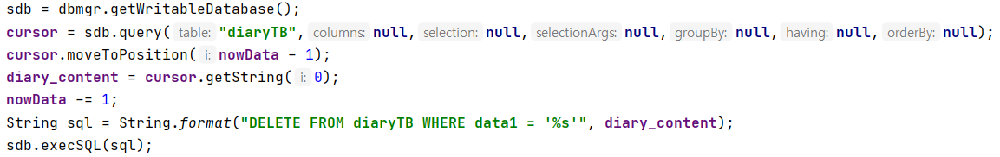 sdb = dbmgr.getWritableDatabase();
cursor = sdb.query( table: "diaryTB", columns: null, selection: null, selectionArgs: null, groupBy: null, having: null, orderBy: null);
cursor.moveToPosition( i: nowData - 1);
diary_content = cursor.getString( i: 0);
nowData -= 1;
String sql = String.format("DELETE FROM diaryTB WHERE data1 = '%s'", diary_content);
sdb.execSQL(sql);